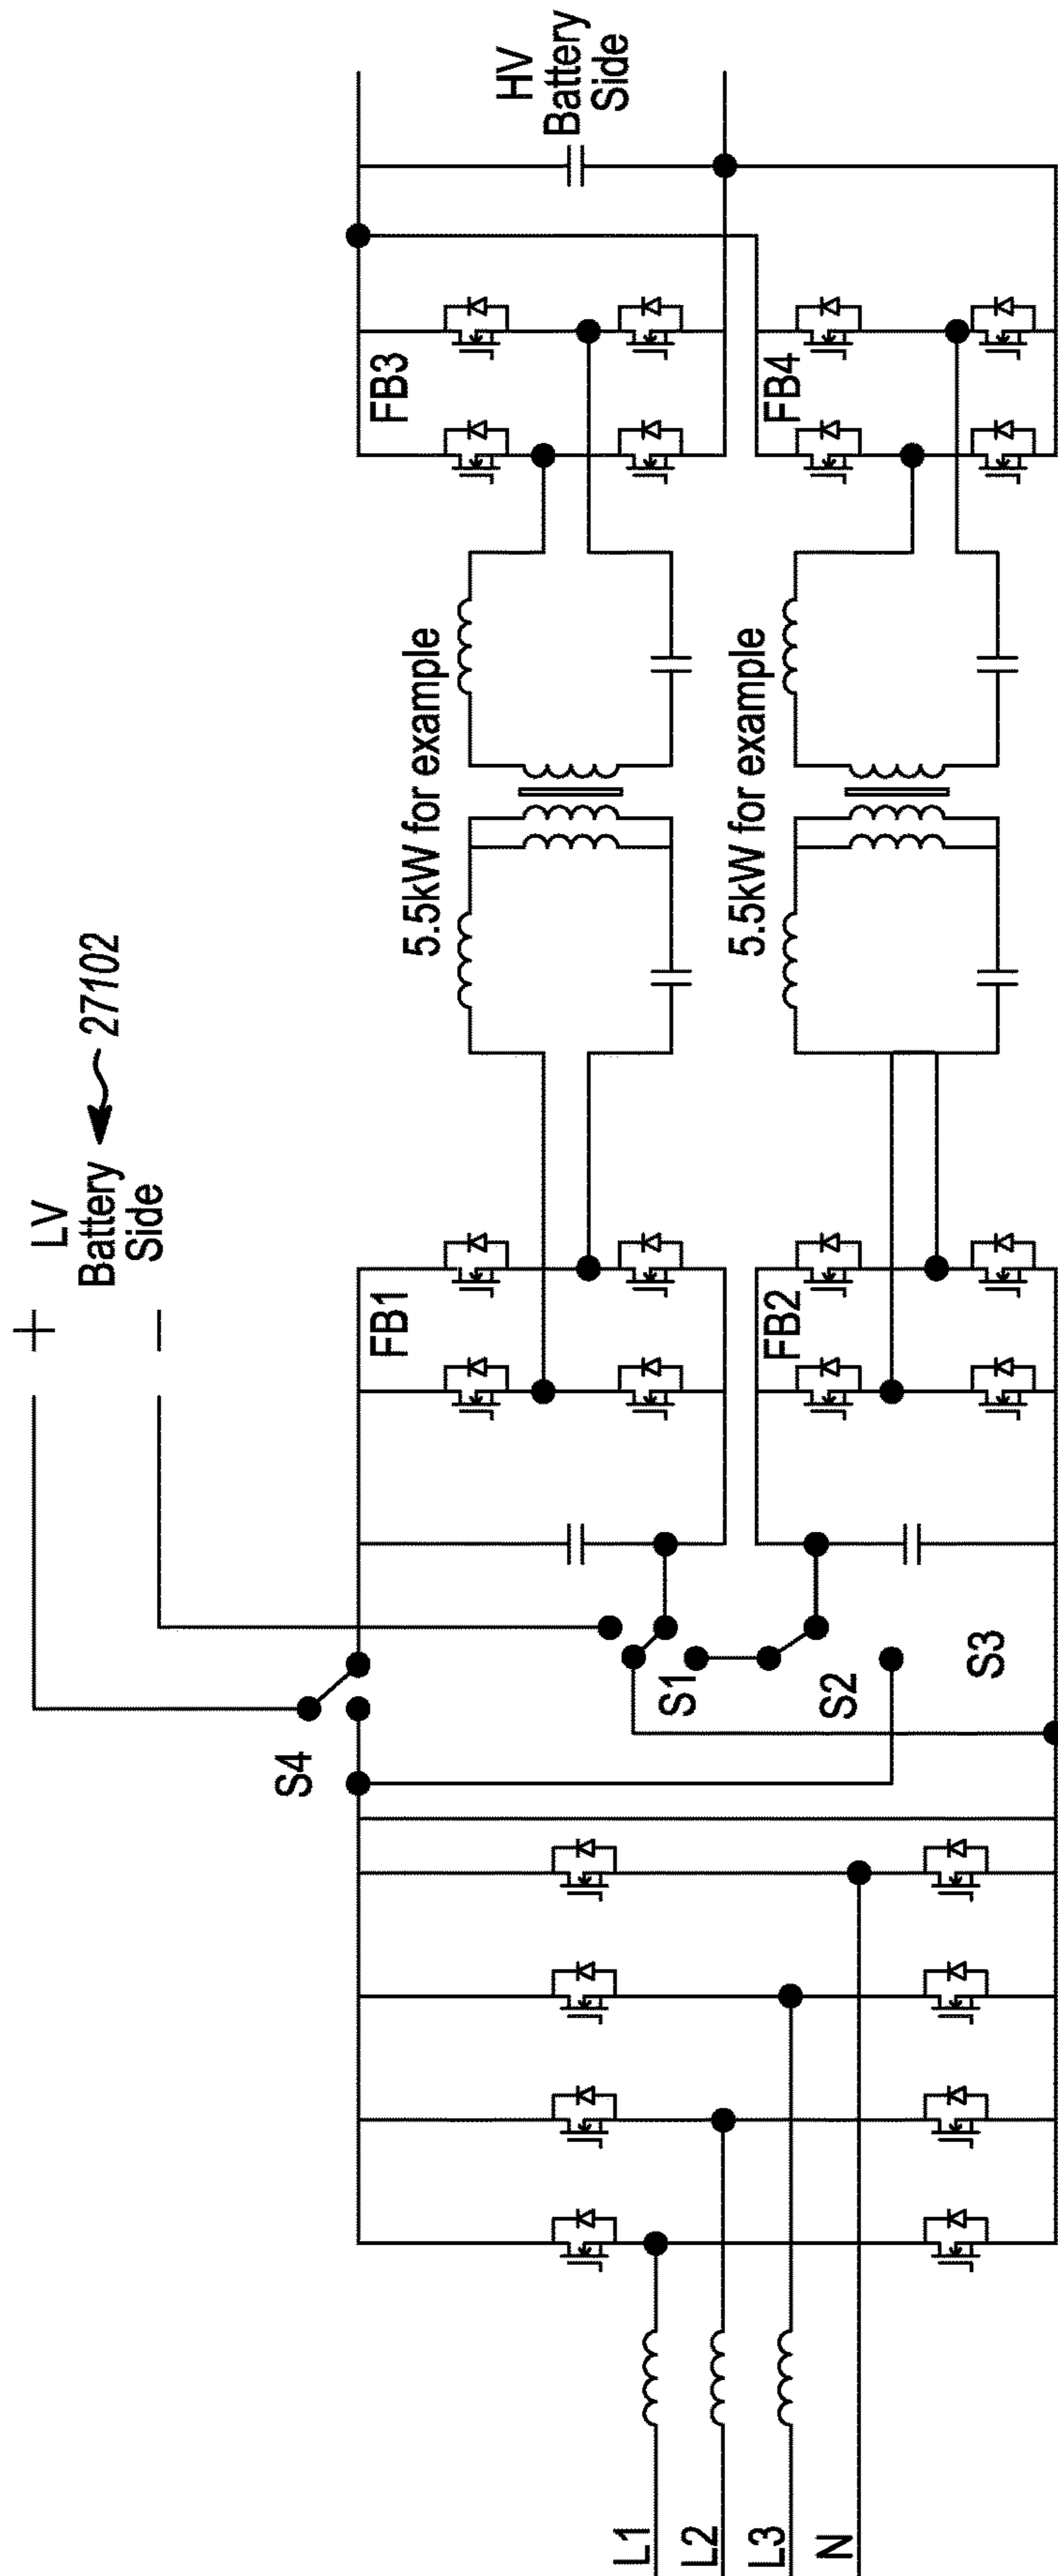 LV
Battery
Side
27102
+
−
HV
Battery
Side
FB1
FB3
5.5kW for example
FB2
FB4
5.5kW for example
S4
S1
S2
S3
L1
L2
L3
N